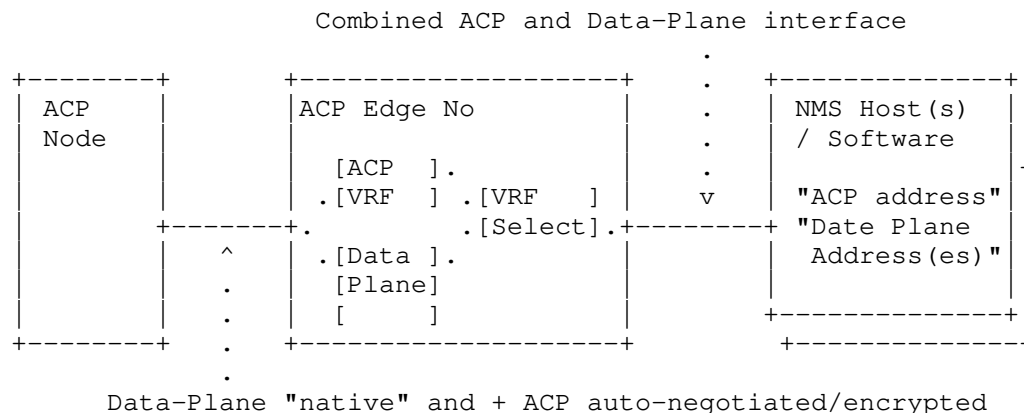 Combined ACP and Data-Plane interface
ACP
Node
ACP Edge No
[ACP ].
.[VRF ] .[VRF ]
.[Select].
.[Data ].
[Plane]
[ ]
v
^
NMS Host(s)
/ Software
"ACP address"
"Date Plane
Address(es)"
Data-Plane "native" and + ACP auto-negotiated/encrypted